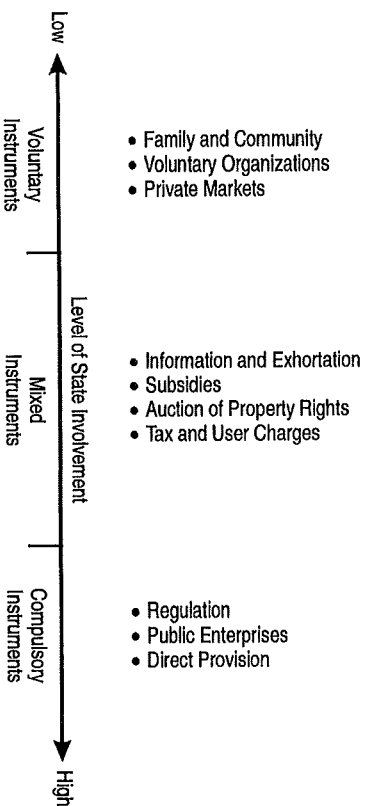 Low
Voluntary
Instruments
• Family and Community
• Voluntary Organizations
• Private Markets
Level of State Involvement
Mixed
Instruments
• Information and Exhortation
• Subsidies
• Auction of Property Rights
• Tax and User Charges
Compulsory
Instruments
• Regulation
• Public Enterprises
• Direct Provision
High